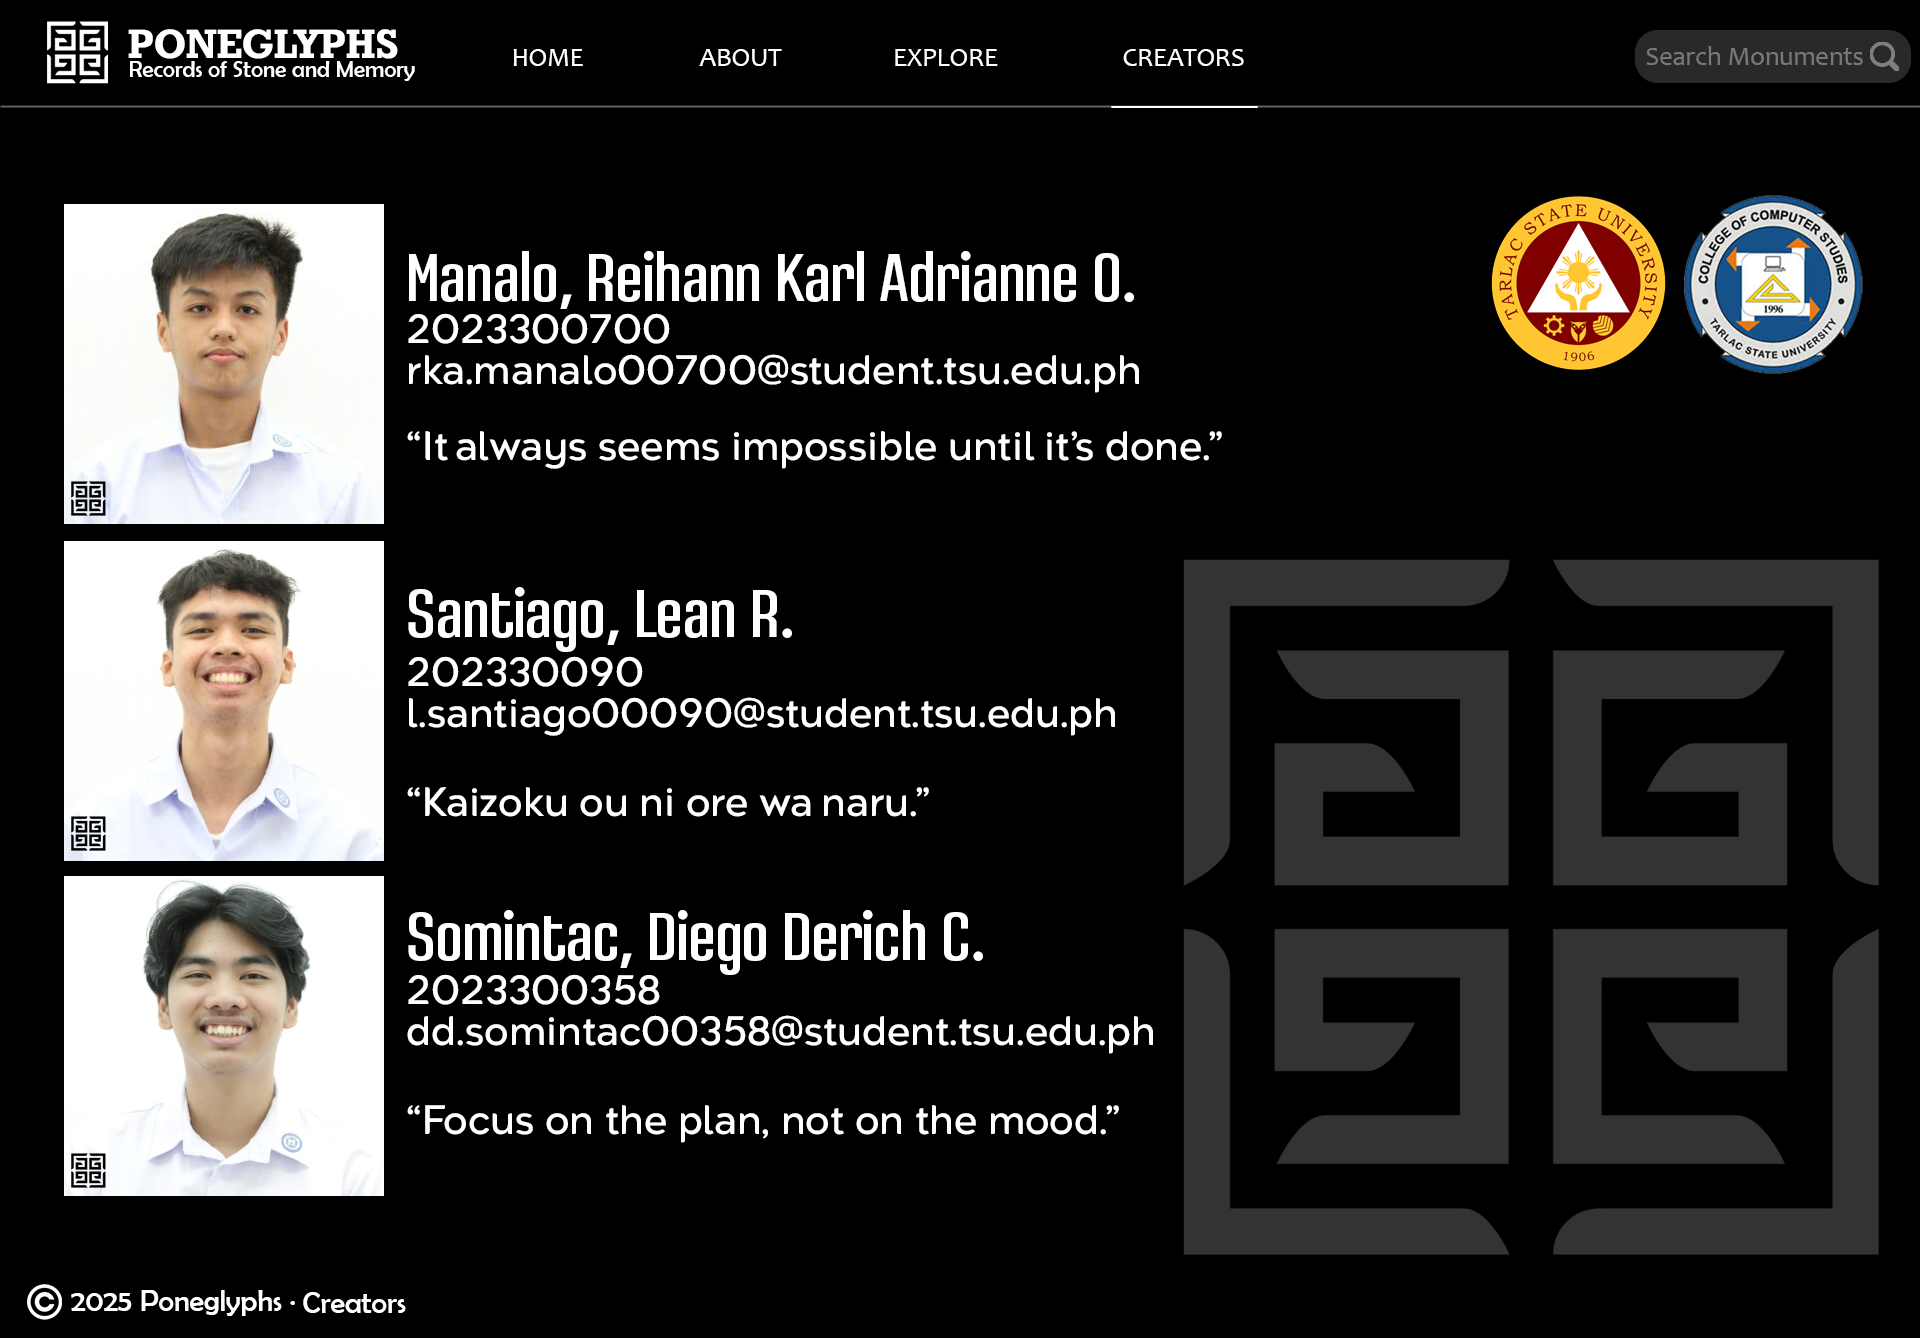 PONEGLYPHS
Records of Stone and Memory
HOME
ABOUT
EXPLORE
CREATORS
Search Monuments
Manalo, Reihann Karl Adrianne O.
2023300700
rka.manalo00700@student.tsu.edu.ph
“It always seems impossible until it’s done.”
TARLAC STATE UNIVERSITY
1906
COLLEGE OF COMPUTER STUDIES
1996
TARLAC STATE UNIVERSITY
Santiago, Lean R.
202330090
l.santiago00090@student.tsu.edu.ph
“Kaizoku ou ni ore wa naru.”
Somintac, Diego Derich C.
2023300358
dd.somintac00358@student.tsu.edu.ph
“Focus on the plan, not on the mood.”
© 2025 Poneglyphs · Creators